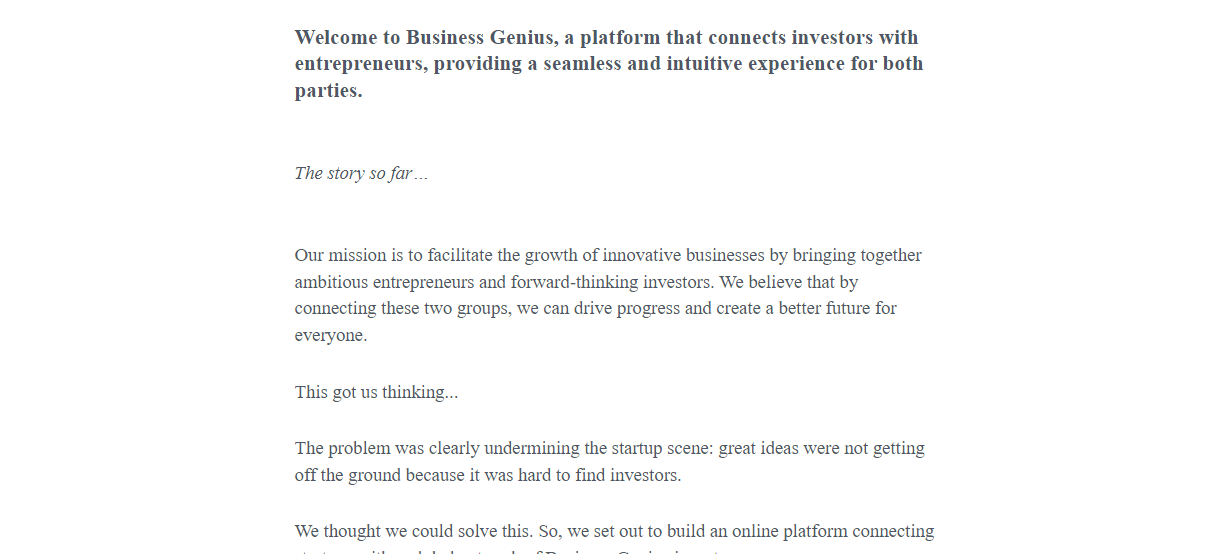 Welcome to Business Genius, a platform that connects investors with
entrepreneurs, providing a seamless and intuitive experience for both
parties.
The story so far…
Our mission is to facilitate the growth of innovative businesses by bringing together
ambitious entrepreneurs and forward-thinking investors. We believe that by
connecting these two groups, we can drive progress and create a better future for
everyone.
This got us thinking...
The problem was clearly undermining the startup scene: great ideas were not getting
off the ground because it was hard to find investors.
We thought we could solve this. So, we set out to build an online platform connecting